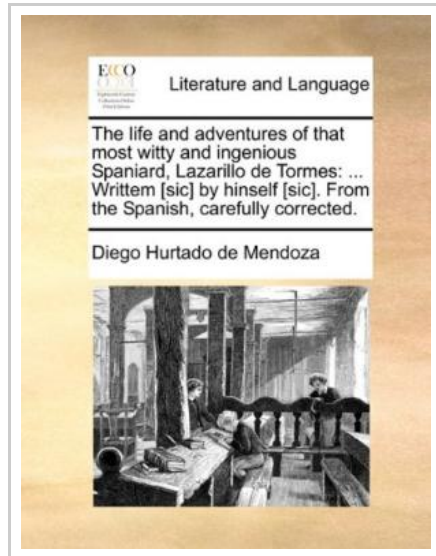 ECCO
Literature and Language
The life and adventures of that
most witty and ingenious
Spaniard, Lazarillo de Tormes: ...
Writtem [sic] by hinself [sic]. From
the Spanish, carefully corrected.
Diego Hurtado de Mendoza